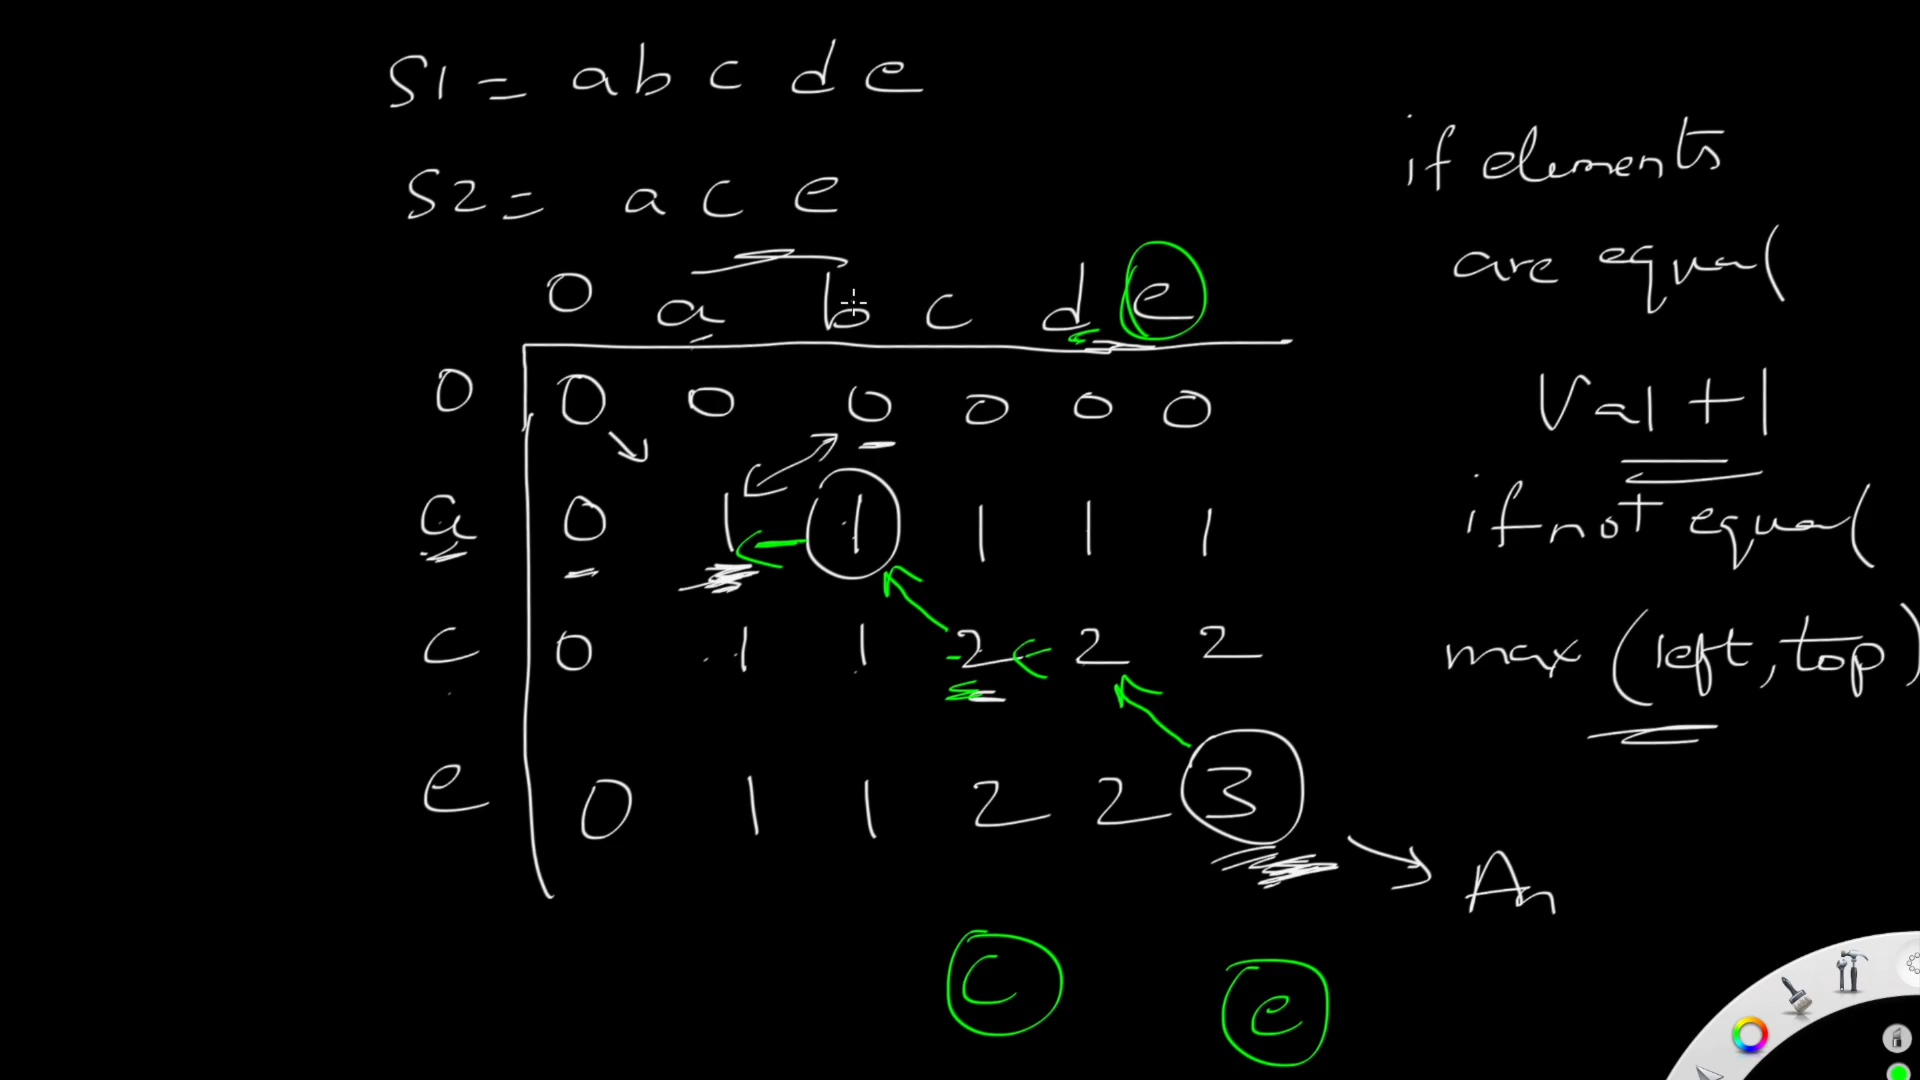 S1 = a b c d e
S2 = a c e
if elements
are equal
Val + 1
if not equal
max (left, top)
0 a b c d e
0 0 0 0 0 0 0
a 0 1 1 1 1 1
c 0 1 1 2 2 2
e 0 1 1 2 2 3
An
c e